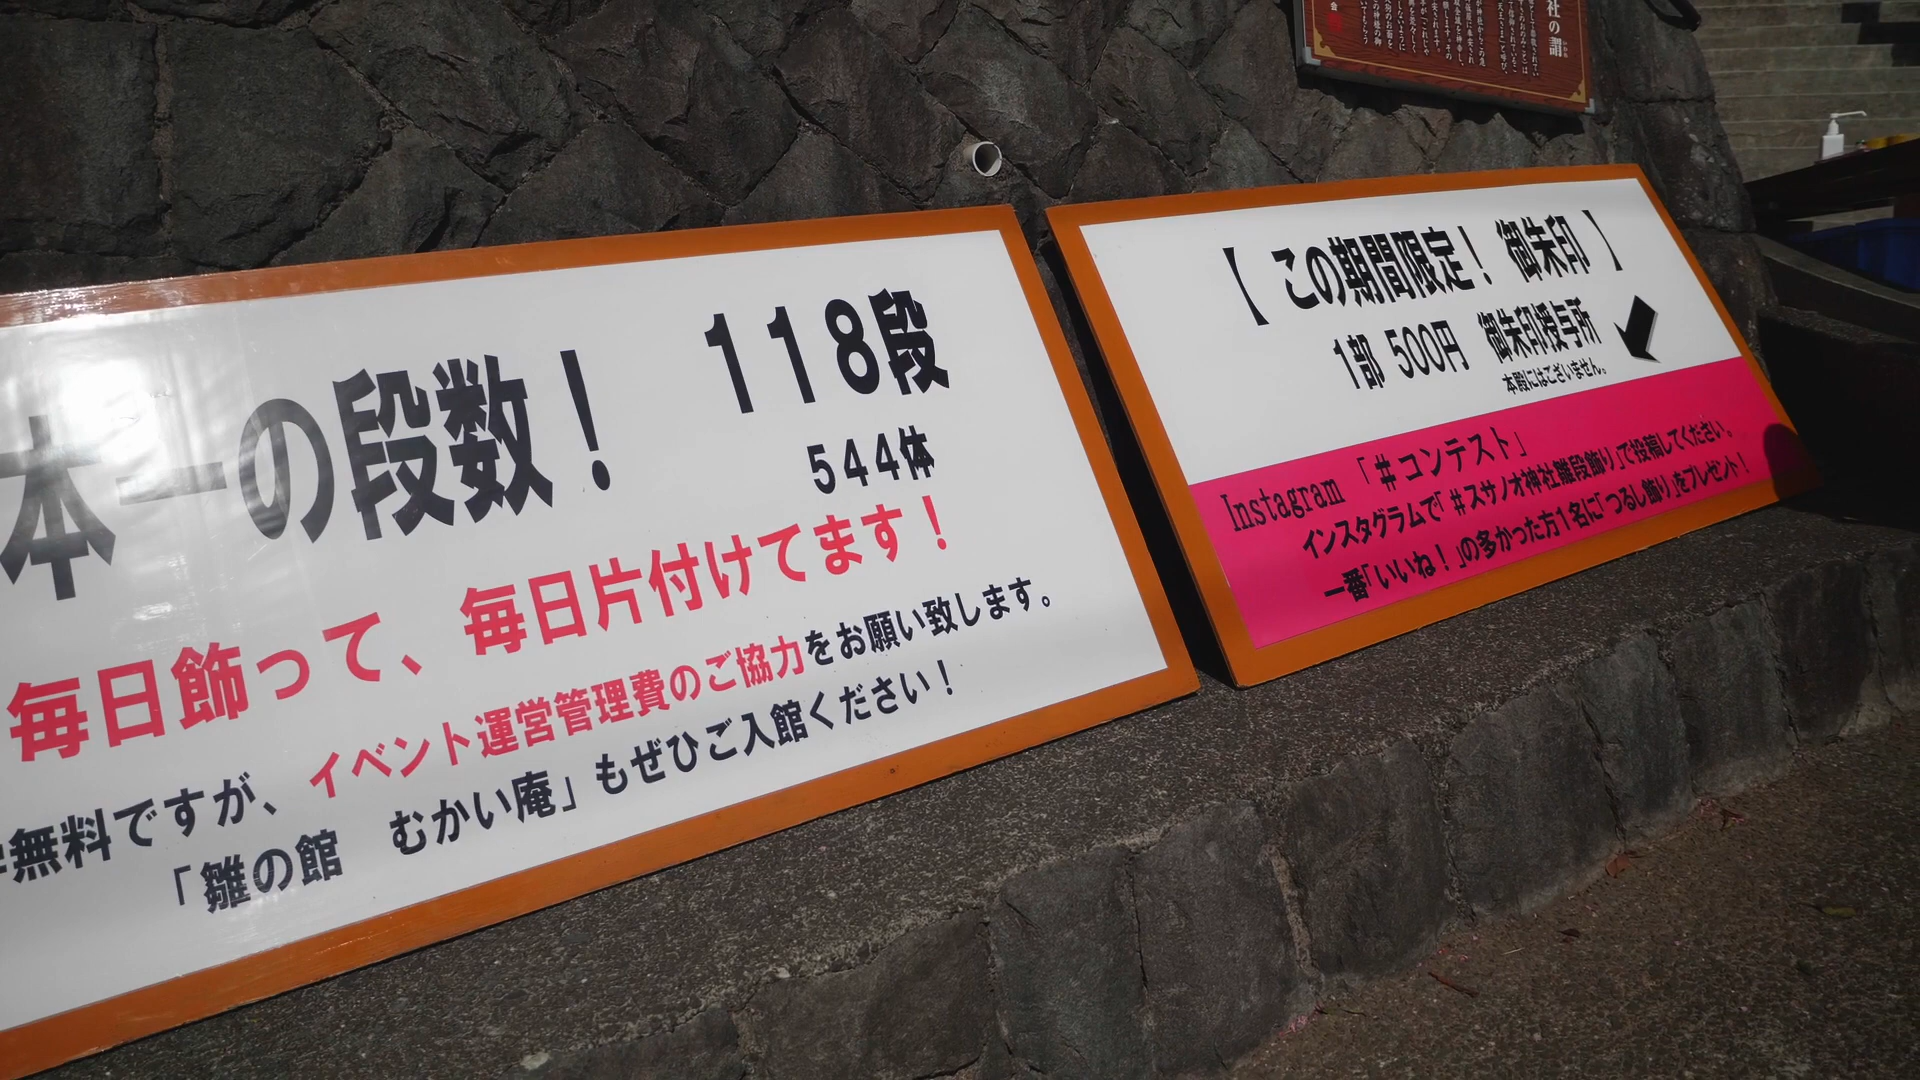 本一の段数！ 118段
544体
毎日飾って、毎日片付けてます！
無料ですが、イベント運営管理費のご協力をお願い致します。
「雛の館 むかい庵」もぜひご入館ください！
【 この期間限定！ 御朱印 】
1部 500円 御朱印授与所
本殿にはございません。
Instagram 「＃コンテスト」
インスタグラムで「＃スサノオ神社雛段飾り」で投稿してください。
一番「いいね！」の多かった方1名に「つるし飾り」をプレゼント！
社の謂